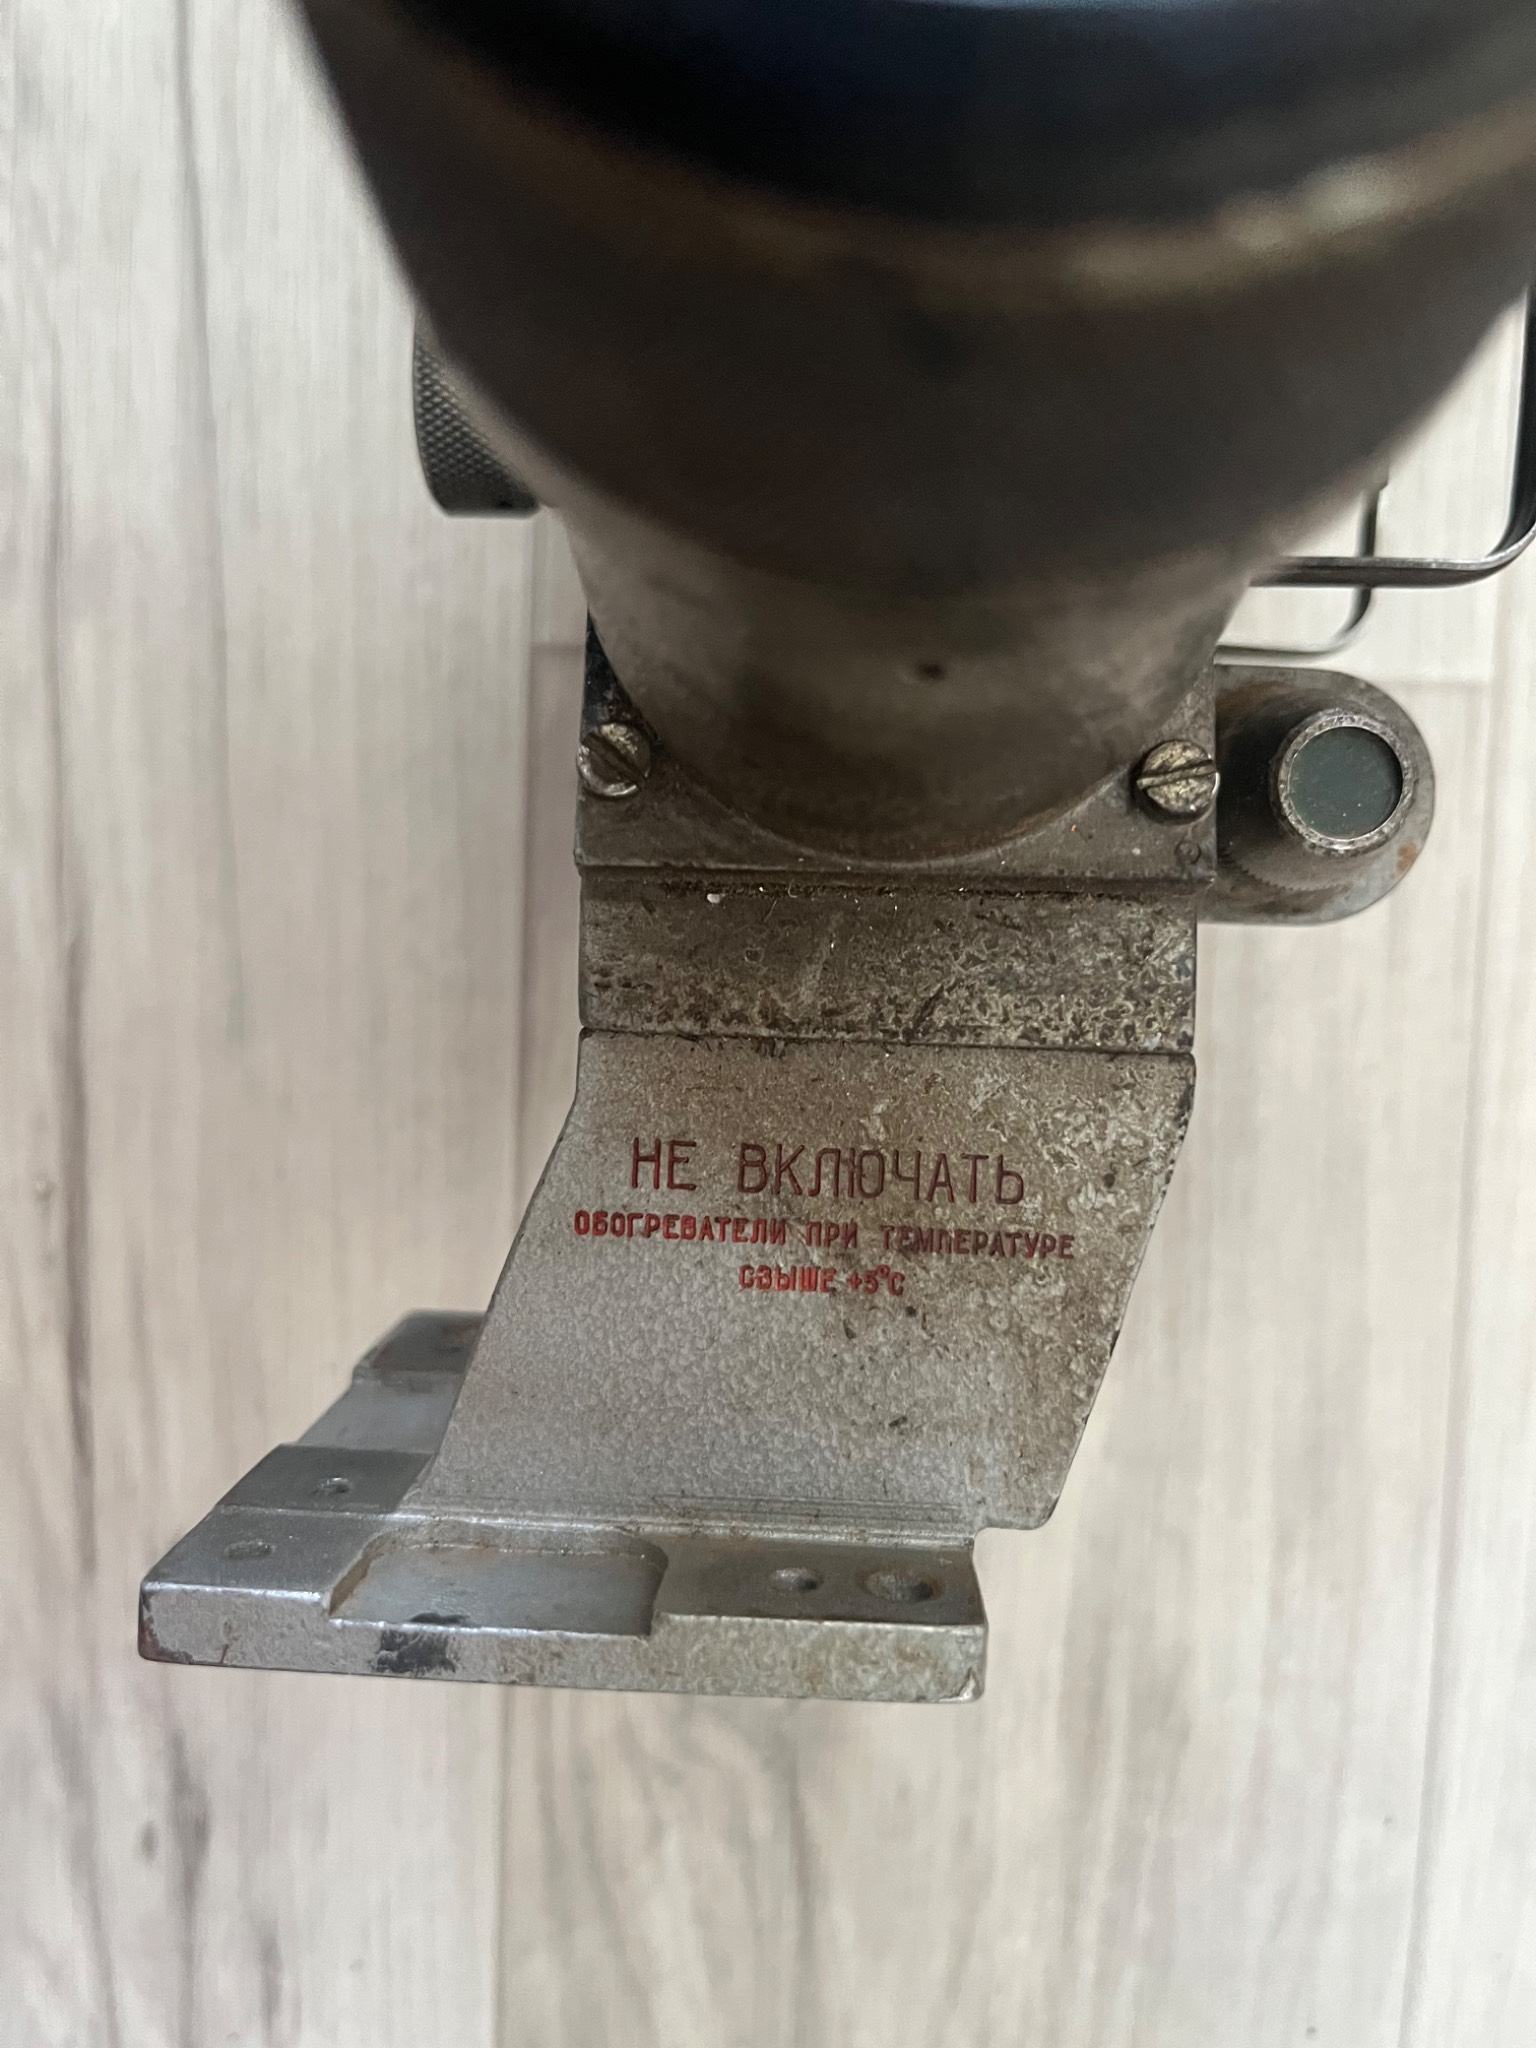 НЕ ВКЛЮЧАТЬ
ОБОГРЕВАТЕЛИ ПРИ ТЕМПЕРАТУРЕ
СВЫШЕ +5°С